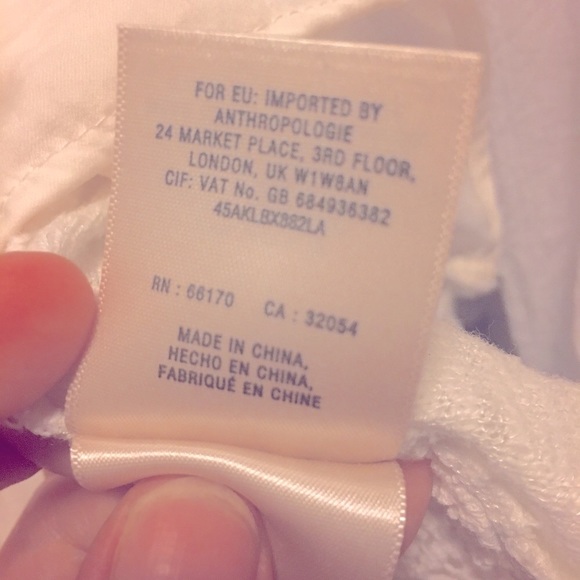 FOR EU: IMPORTED BY
ANTHROPOLOGIE
24 MARKET PLACE, 3RD FLOOR,
LONDON, UK W1W8AN
CIF: VAT No. GB 684936382
45AKLBX882LA
RN : 66170 CA : 32054
MADE IN CHINA,
HECHO EN CHINA,
FABRIQUÉ EN CHINE